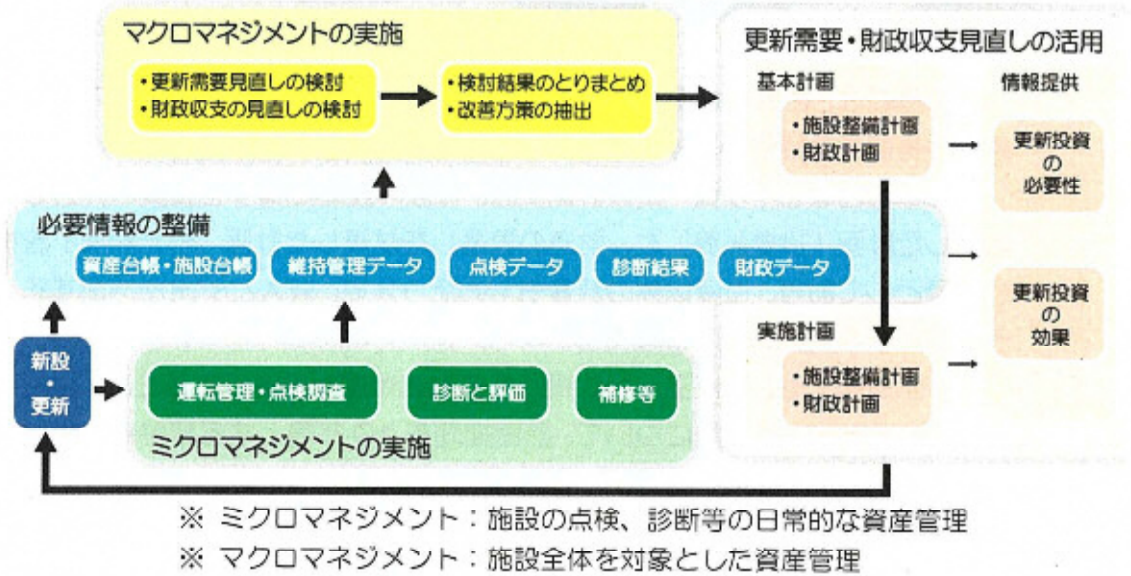 マクロマネジメントの実施
・更新需要見直しの検討
・財政収支の見直しの検討
・検討結果のとりまとめ
・改善方策の抽出
更新需要・財政収支見直しの活用
基本計画
・施設整備計画
・財政計画
情報提供
更新投資
の
必要性
更新投資
の
効果
実施計画
・施設整備計画
・財政計画
必要情報の整備
資産台帳・施設台帳
維持管理データ
点検データ
診断結果
財政データ
新設
・
更新
運転管理・点検調査
診断と評価
補修等
ミクロマネジメントの実施
※ ミクロマネジメント：施設の点検、診断等の日常的な資産管理
※ マクロマネジメント：施設全体を対象とした資産管理